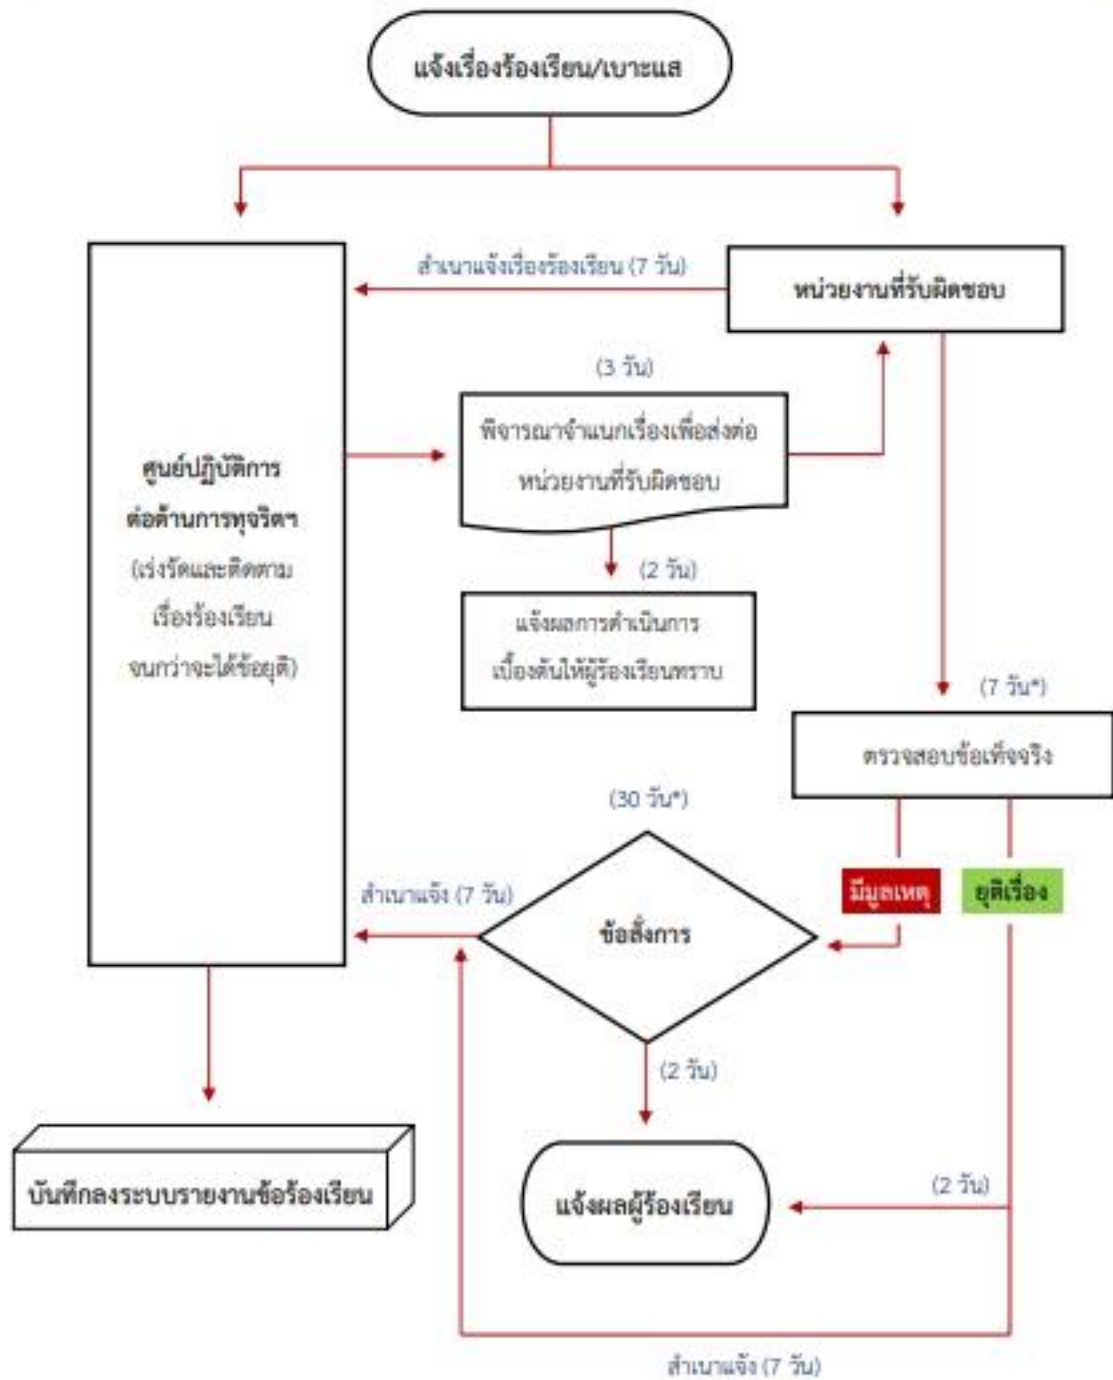 แจ้งเรื่องร้องเรียน/เบาะแส
สำเนาแจ้งเรื่องร้องเรียน (7 วัน)
หน่วยงานที่รับผิดชอบ
(3 วัน)
พิจารณาจำแนกเรื่องเพื่อส่งต่อ
หน่วยงานที่รับผิดชอบ
ศูนย์ปฏิบัติการ
ต่อต้านการทุจริตฯ
(เร่งรัดและติดตาม
เรื่องร้องเรียน
จนกว่าจะได้ข้อยุติ)
(2 วัน)
แจ้งผลการดำเนินการ
เบื้องต้นให้ผู้ร้องเรียนทราบ
(7 วัน*)
ตรวจสอบข้อเท็จจริง
(30 วัน*)
มีมูลเหตุ
ยุติเรื่อง
สำเนาแจ้ง (7 วัน)
ข้อสั่งการ
(2 วัน)
บันทึกลงระบบรายงานข้อร้องเรียน
แจ้งผลผู้ร้องเรียน
(2 วัน)
สำเนาแจ้ง (7 วัน)